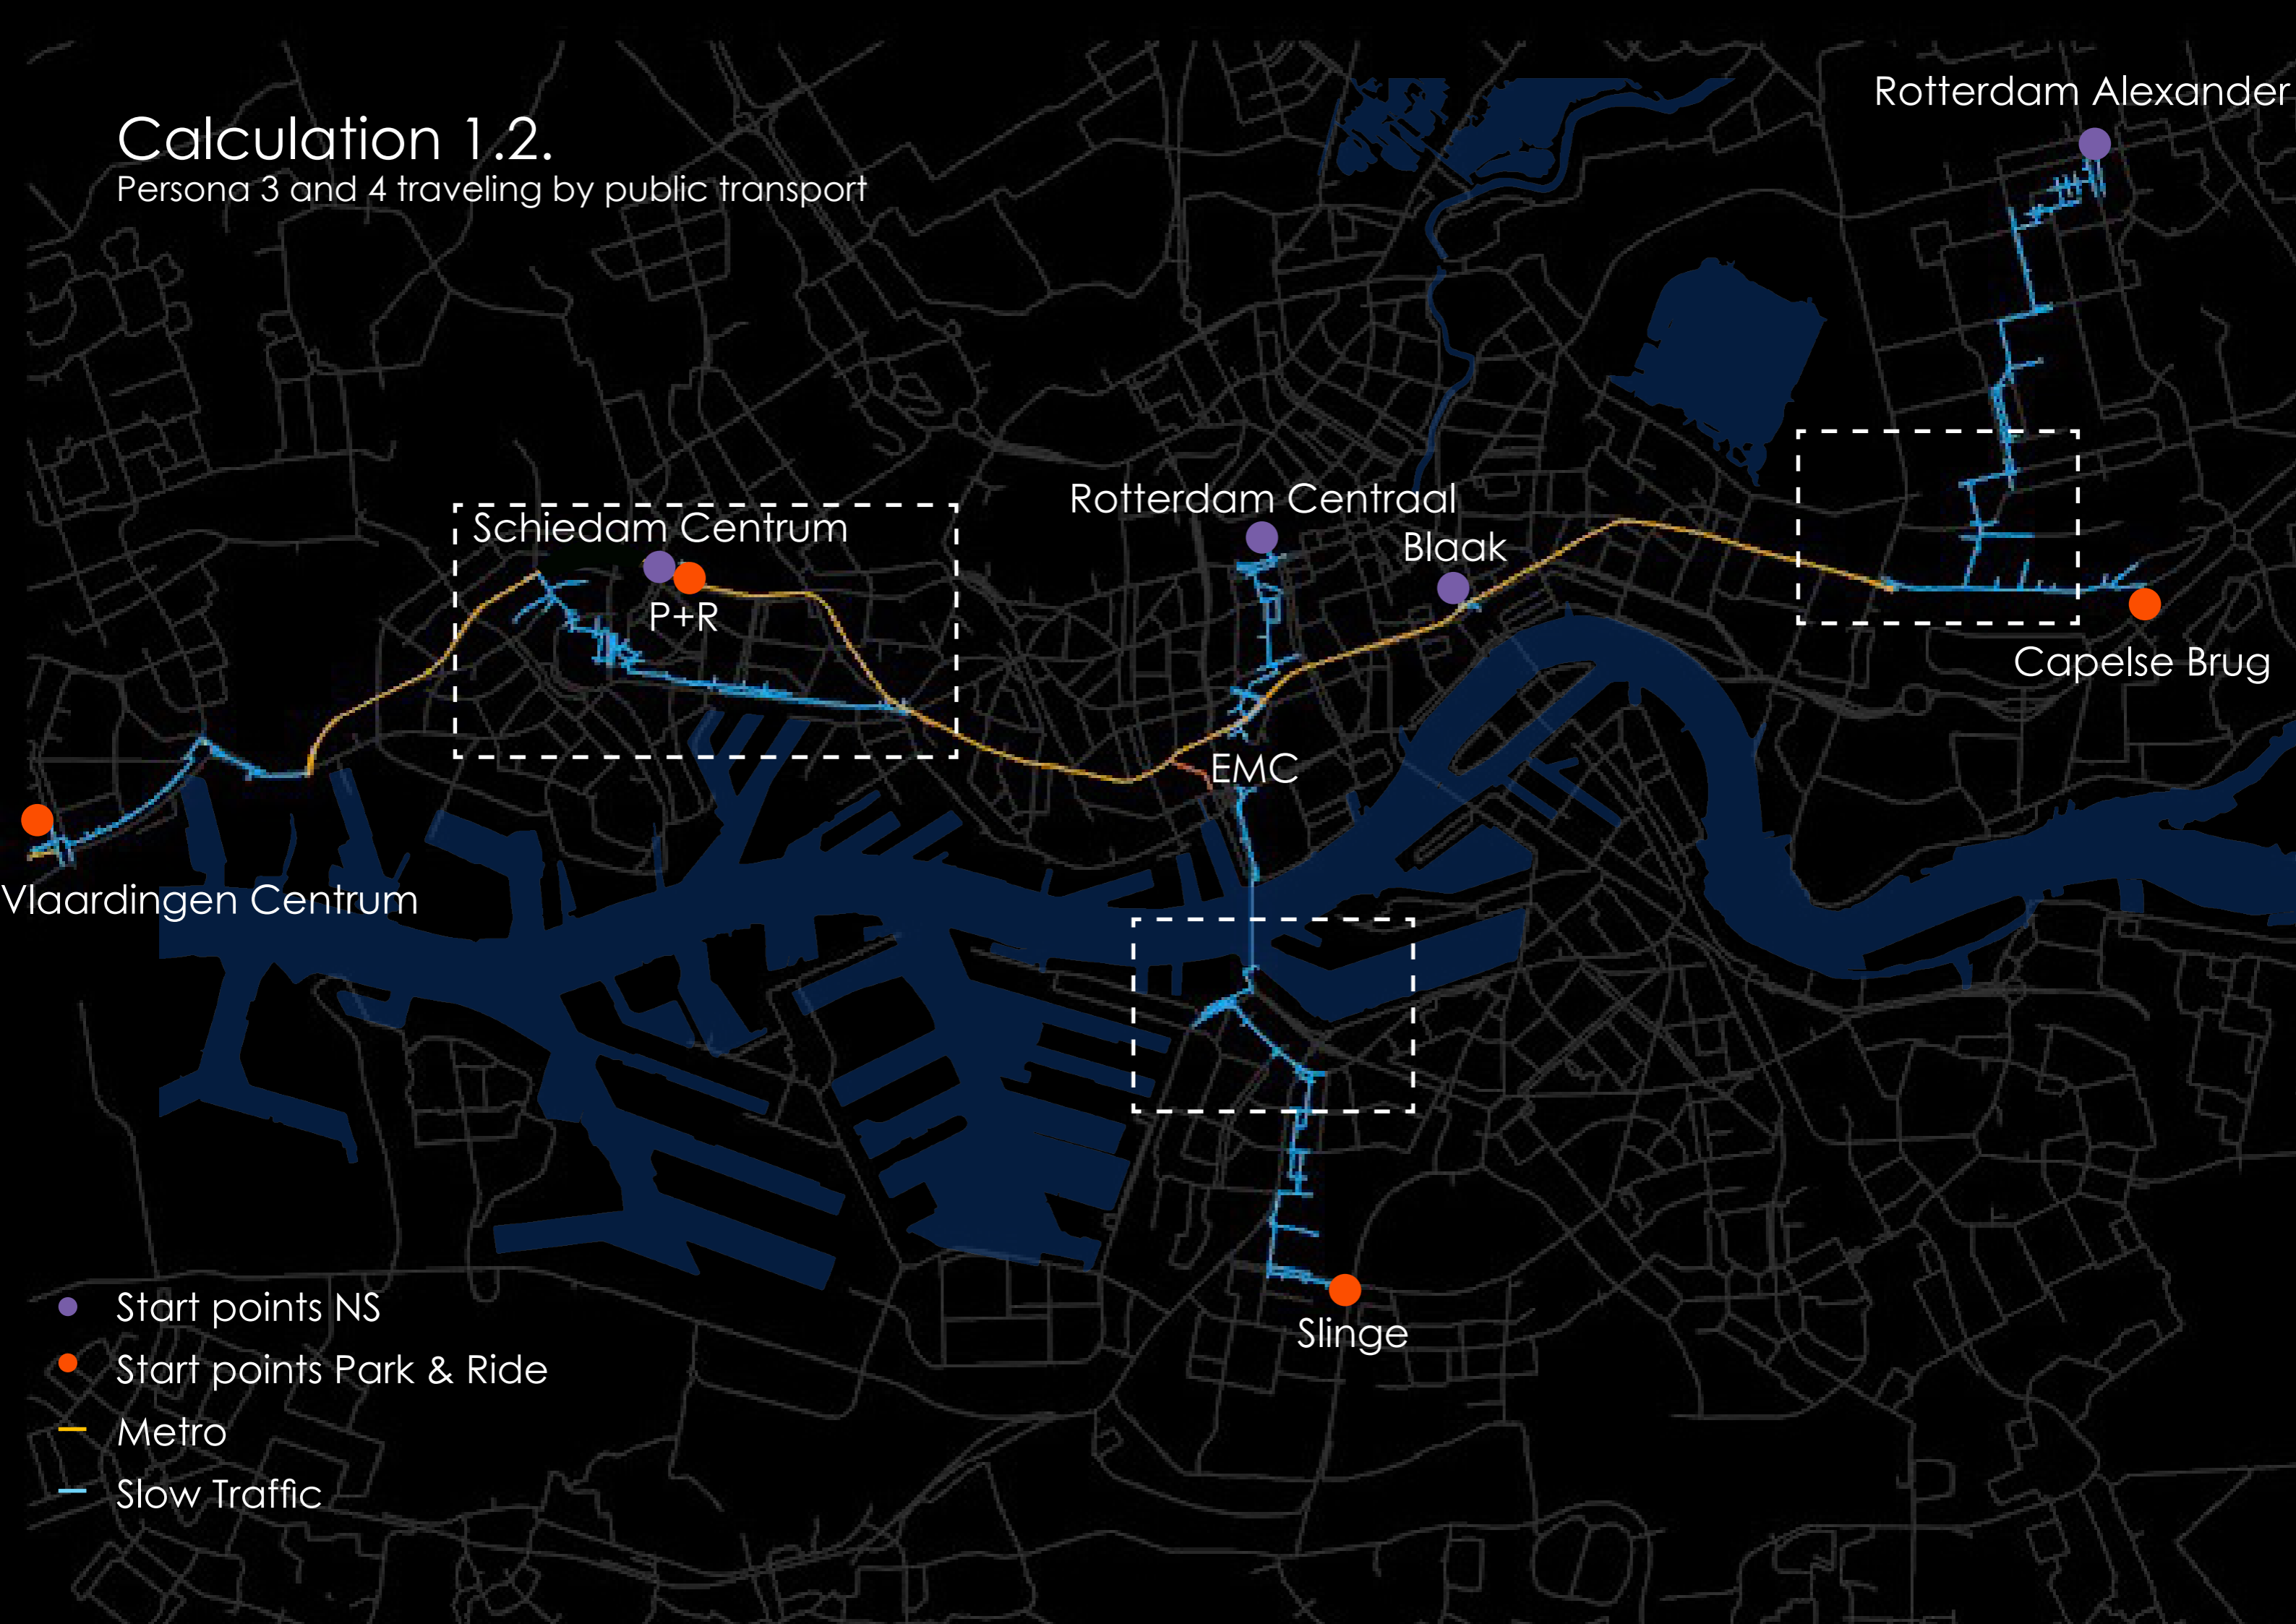 Calculation 1.2.
Persona 3 and 4 traveling by public transport
Rotterdam Alexander
Rotterdam Centraal
Schiedam Centrum
Blaak
P+R
Capelse Brug
EMC
Vlaardingen Centrum
Slinge
Start points NS
Start points Park & Ride
Metro
Slow Traffic